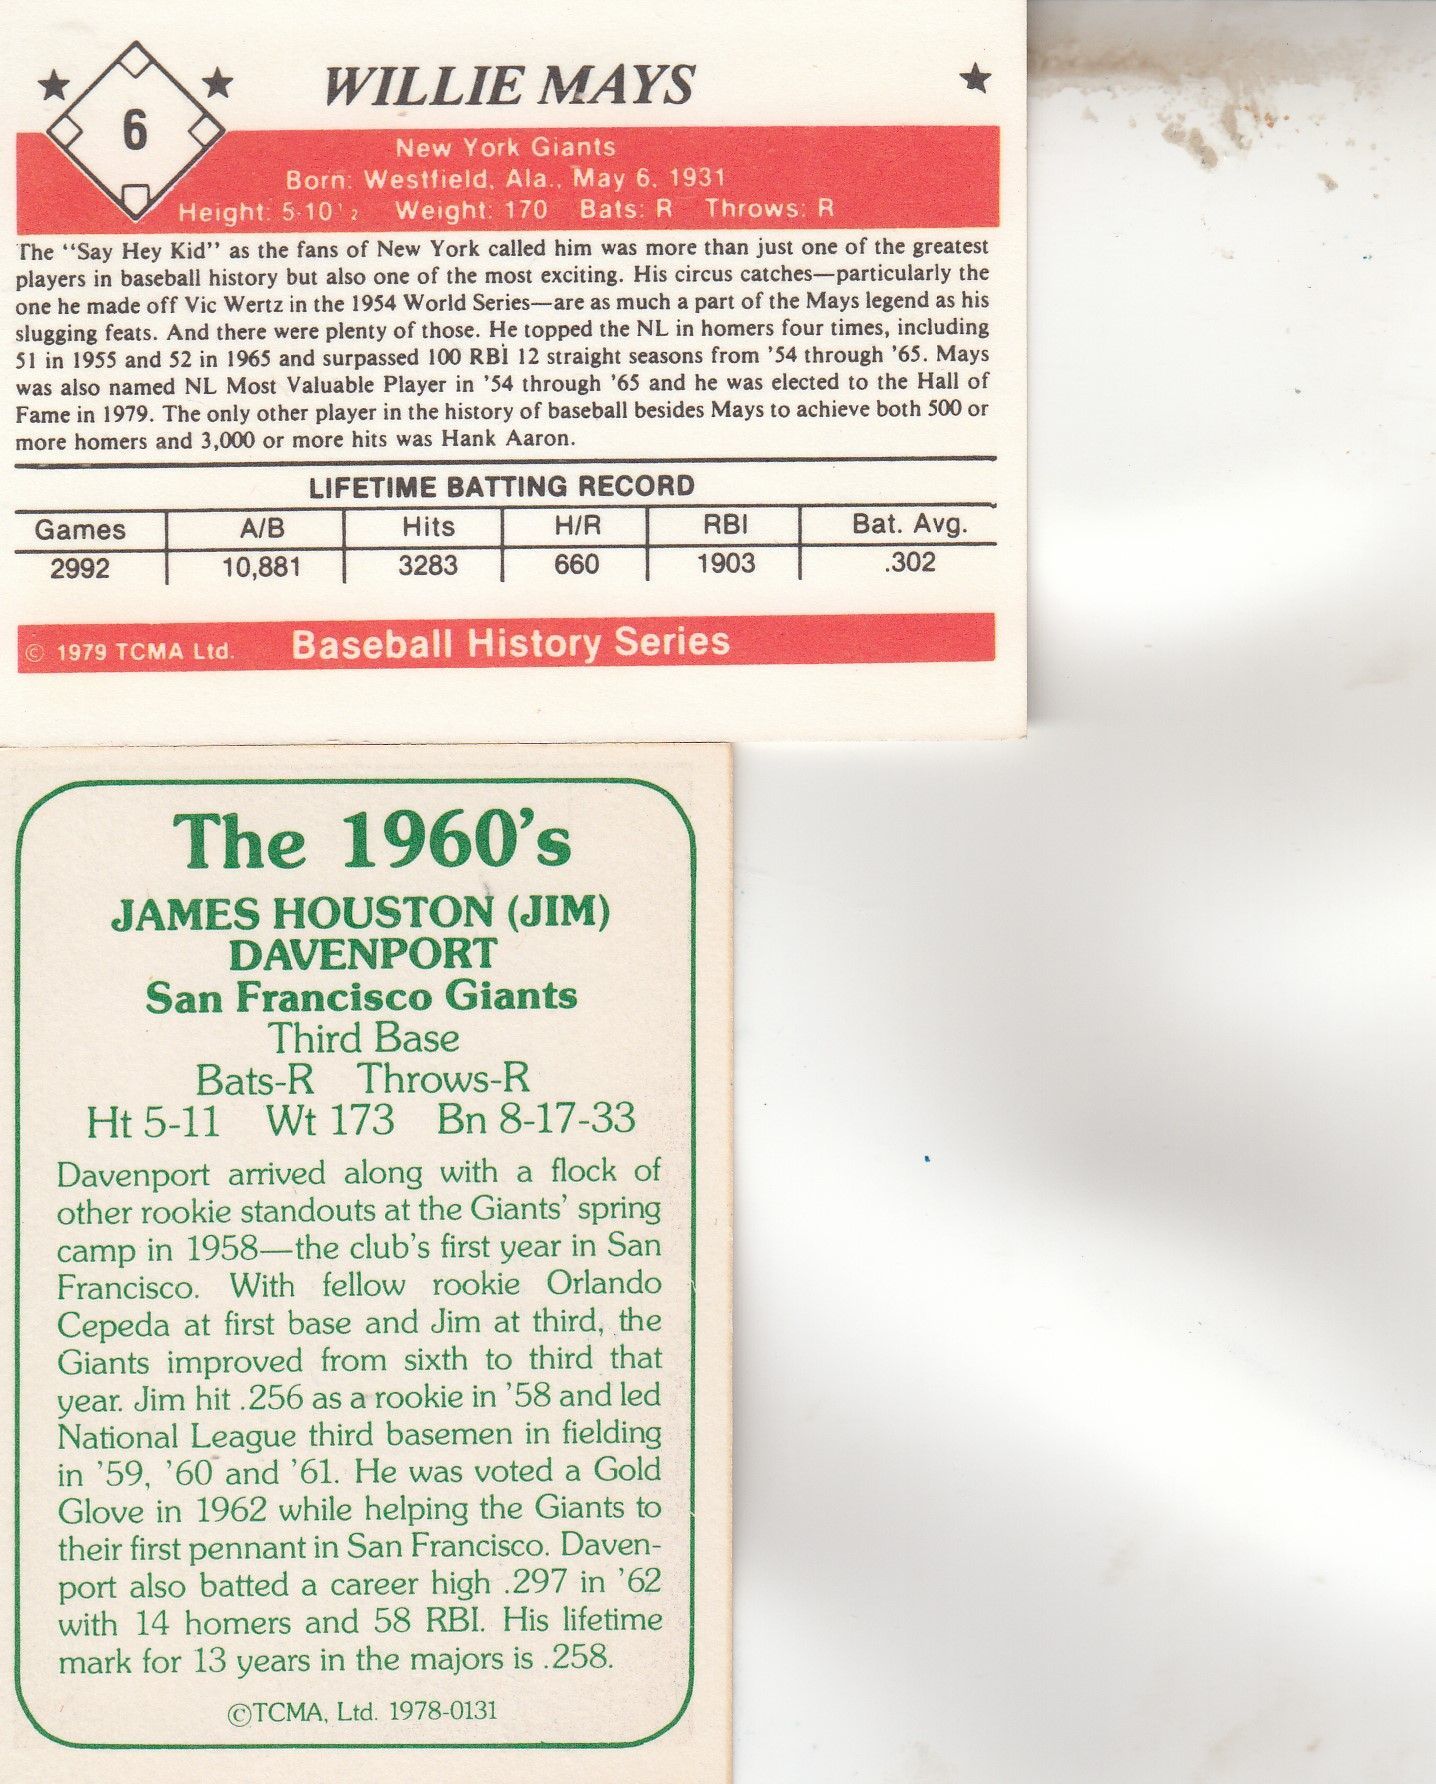 6
WILLIE MAYS
New York Giants
Born: Westfield, Ala., May 6, 1931
Height: 5-10½ Weight: 170 Bats: R Throws: R
The "Say Hey Kid" as the fans of New York called him was more than just one of the greatest
players in baseball history but also one of the most exciting. His circus catches—particularly the
one he made off Vic Wertz in the 1954 World Series—are as much a part of the Mays legend as his
slugging feats. And there were plenty of those. He topped the NL in homers four times, including
51 in 1955 and 52 in 1965 and surpassed 100 RBI 12 straight seasons from '54 through '65. Mays
was also named NL Most Valuable Player in '54 through '65 and he was elected to the Hall of
Fame in 1979. The only other player in the history of baseball besides Mays to achieve both 500 or
more homers and 3,000 or more hits was Hank Aaron.
LIFETIME BATTING RECORD
Games A/B Hits H/R RBI Bat. Avg.
2992 10,881 3283 660 1903 .302
© 1979 TCMA Ltd. Baseball History Series
The 1960's
JAMES HOUSTON (JIM)
DAVENPORT
San Francisco Giants
Third Base
Bats-R Throws-R
Ht 5-11 Wt 173 Bn 8-17-33
Davenport arrived along with a flock of
other rookie standouts at the Giants' spring
camp in 1958—the club's first year in San
Francisco. With fellow rookie Orlando
Cepeda at first base and Jim at third, the
Giants improved from sixth to third that
year. Jim hit .256 as a rookie in '58 and led
National League third basemen in fielding
in '59, '60 and '61. He was voted a Gold
Glove in 1962 while helping the Giants to
their first pennant in San Francisco. Daven-
port also batted a career high .297 in '62
with 14 homers and 58 RBI. His lifetime
mark for 13 years in the majors is .258.
©TCMA, Ltd. 1978-0131